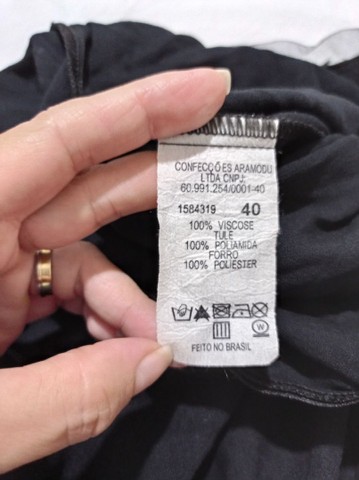 CONFECÇÕES ARAMODU
LTDA CNPJ:
60.991.254/0001-40
1584319 40
100% VISCOSE
TULE
100% POLIAMIDA
FORRO
100% POLIESTER
W
FEITO NO BRASIL